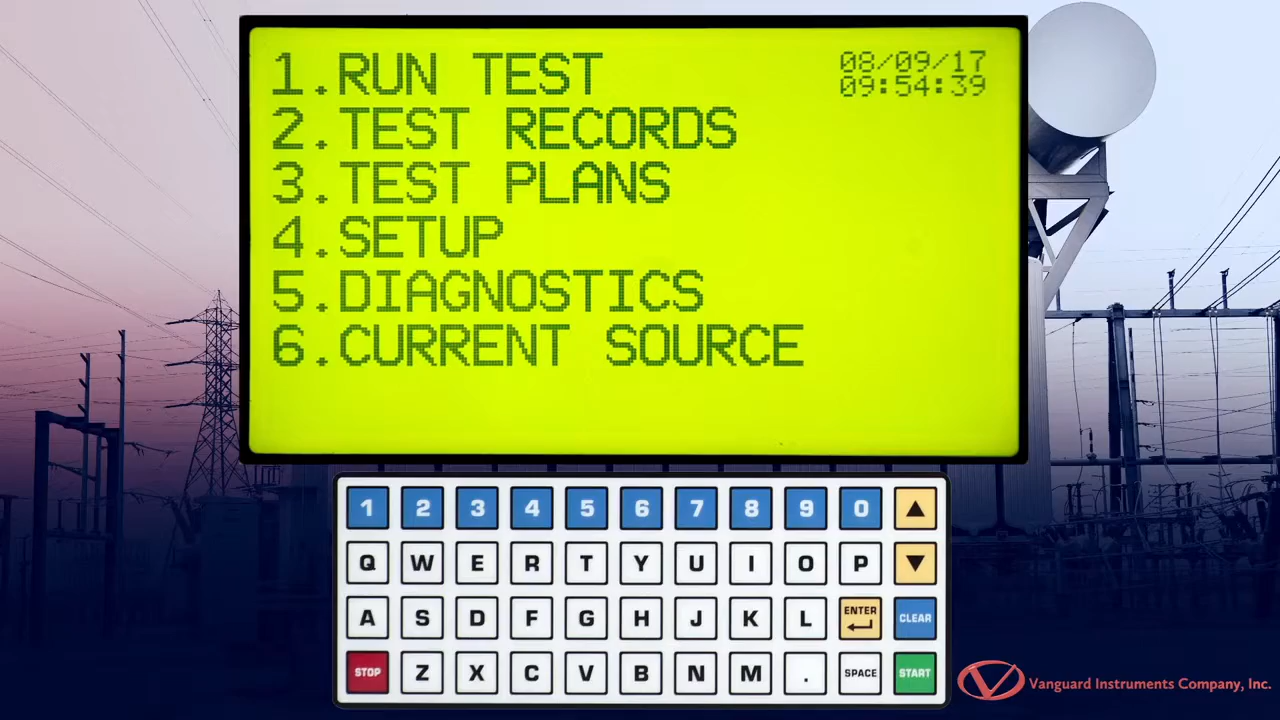 1.RUN TEST
08/09/17
09:54:39
2.TEST RECORDS
3.TEST PLANS
4.SETUP
5.DIAGNOSTICS
6.CURRENT SOURCE
1 2 3 4 5 6 7 8 9 0 ▲
Q W E R T Y U I O P ▼
A S D F G H J K L ENTER CLEAR
STOP Z X C V B N M . SPACE START
V Vanguard Instruments Company, Inc.